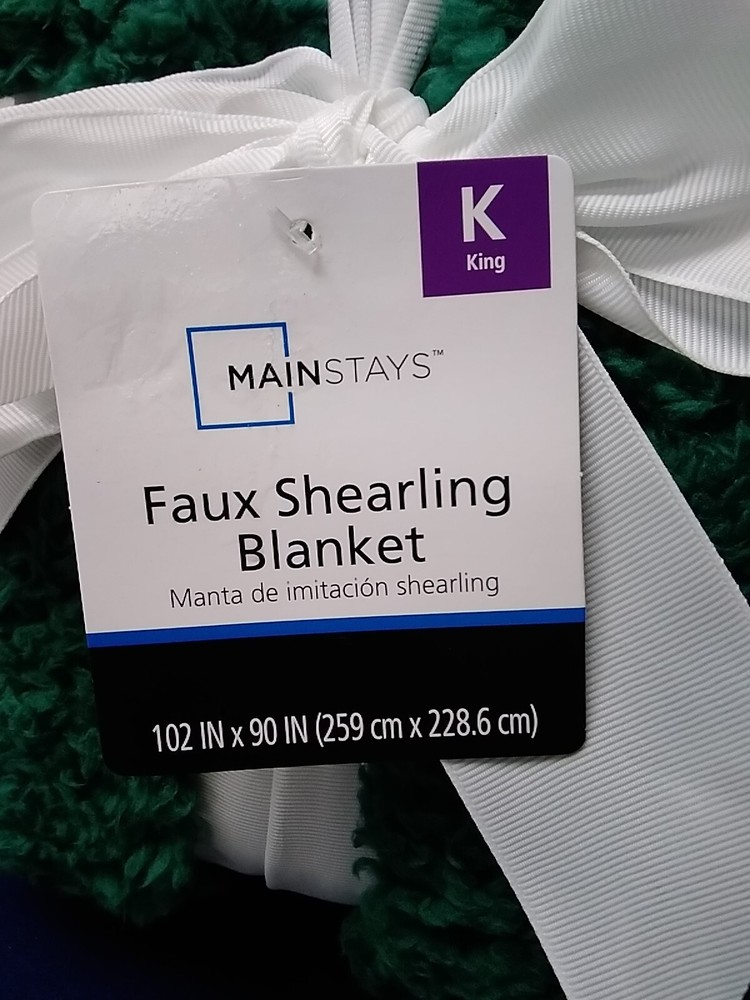 K
King
MAINSTAYS™
Faux Shearling
Blanket
Manta de imitación shearling
102 IN x 90 IN (259 cm x 228.6 cm)